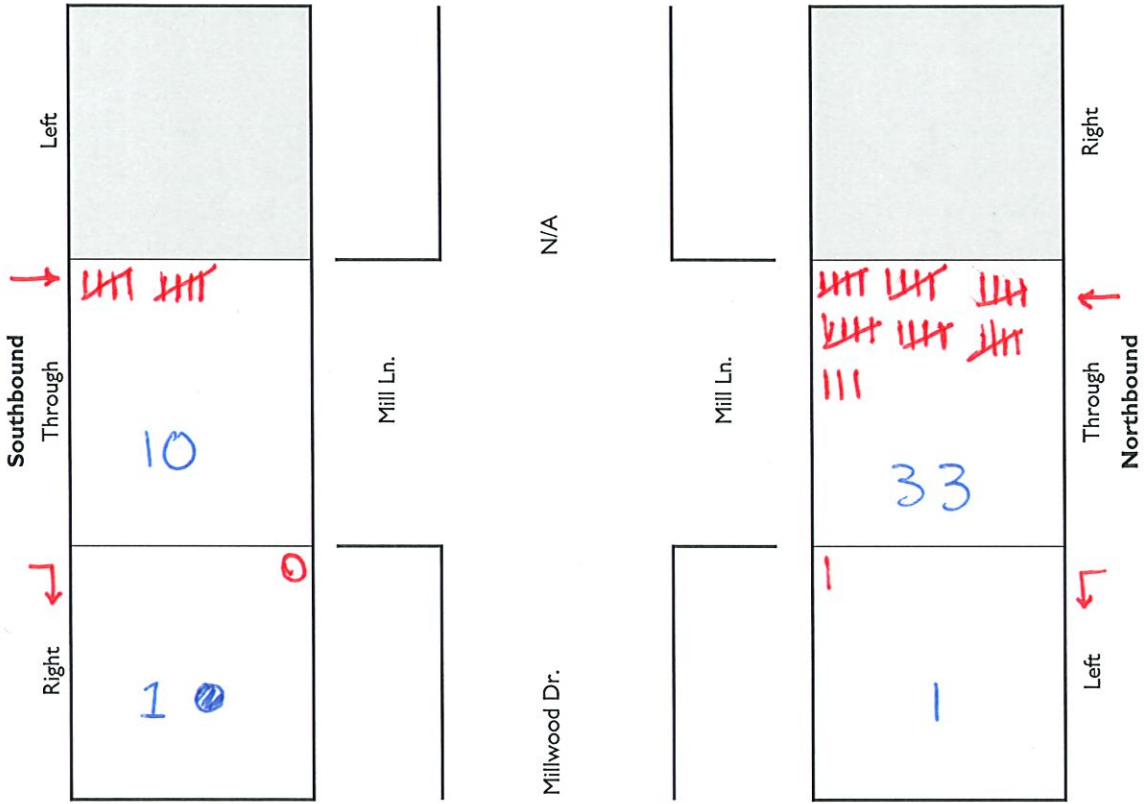 Southbound
Left
Through
Right
10
0
1
Mill Ln.
N/A
Millwood Dr.
Mill Ln.
33
1
1
Right
Through
Left
Northbound